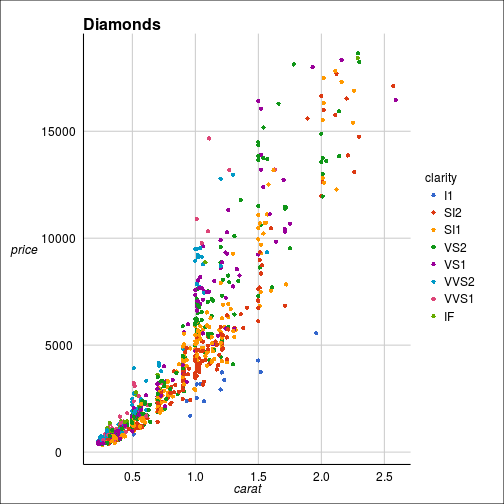 Diamonds
15000
10000
5000
0
price
0.5 1.0 1.5 2.0 2.5
carat
clarity
I1
SI2
SI1
VS2
VS1
VVS2
VVS1
IF